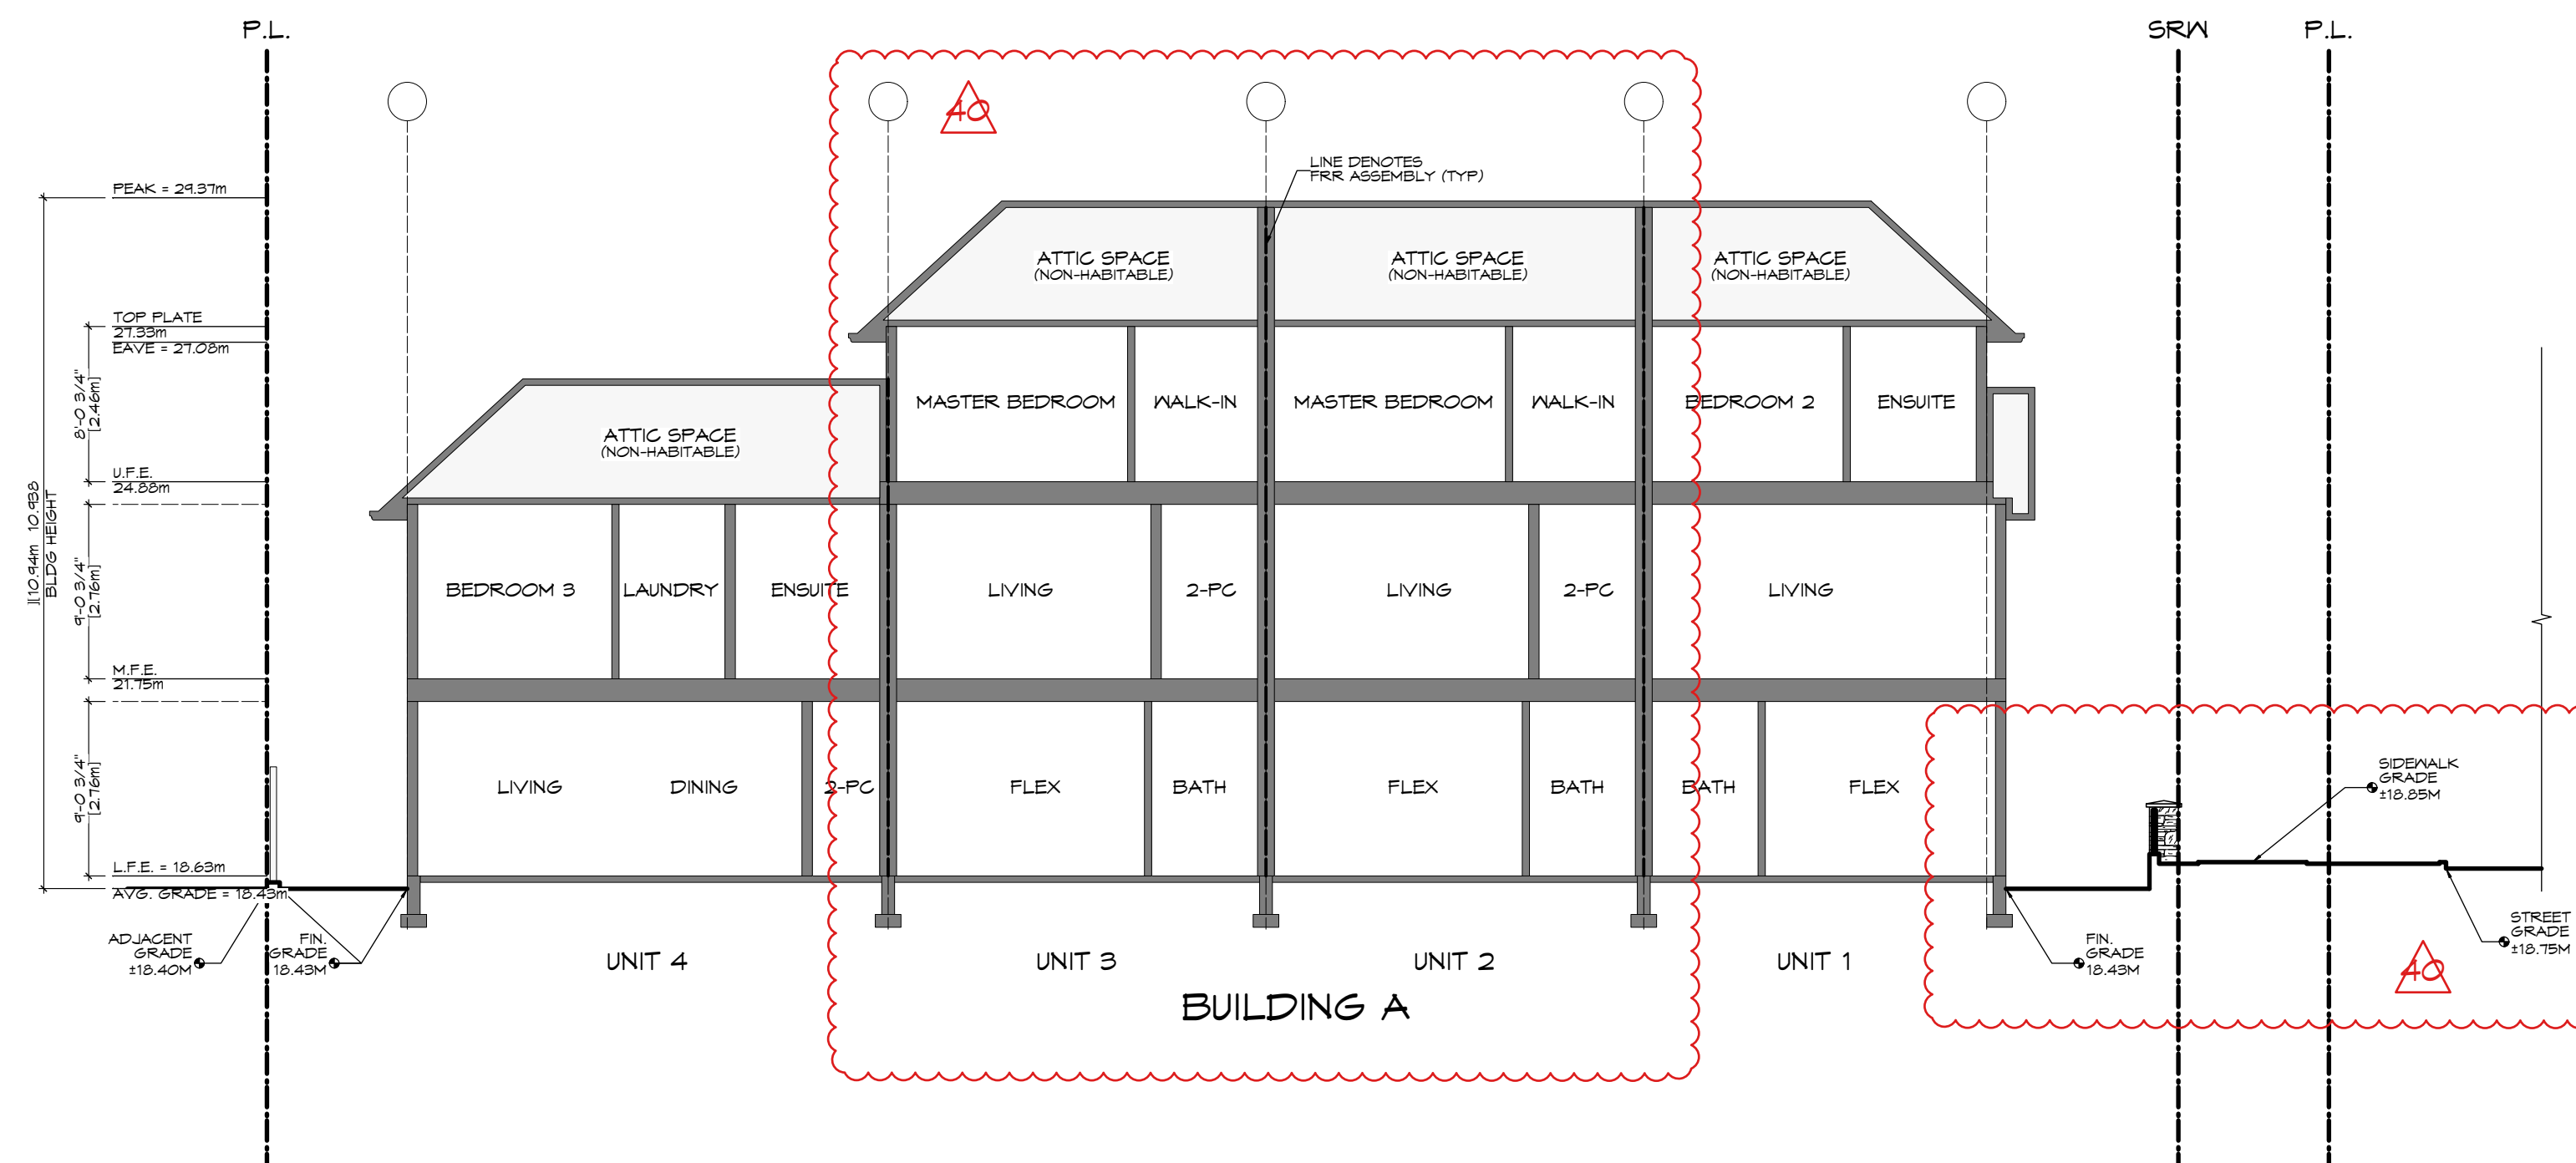 P.L.
SRW
P.L.
40
LINE DENOTES
FRR ASSEMBLY (TYP)
PEAK = 29.37m
ATTIC SPACE
(NON-HABITABLE)
ATTIC SPACE
(NON-HABITABLE)
ATTIC SPACE
(NON-HABITABLE)
TOP PLATE
27.33m
EAVE = 27.08m
8'-0 3/4"
[2.46m]
MASTER BEDROOM
WALK-IN
MASTER BEDROOM
WALK-IN
BEDROOM 2
ENSUITE
ATTIC SPACE
(NON-HABITABLE)
U.F.E.
24.88m
][10.94m 10.938
BLDG HEIGHT
9'-0 3/4"
[2.76m]
BEDROOM 3
LAUNDRY
ENSUITE
LIVING
2-PC
LIVING
2-PC
LIVING
M.F.E.
21.75m
9'-0 3/4"
[2.76m]
LIVING
DINING
2-PC
FLEX
BATH
FLEX
BATH
BATH
FLEX
SIDEWALK
GRADE
±18.85M
L.F.E. = 18.63m
AVG. GRADE = 18.43m
ADJACENT
GRADE
±18.40M
FIN.
GRADE
18.43M
FIN.
GRADE
18.43M
STREET
GRADE
±18.75M
40
UNIT 4
UNIT 3
UNIT 2
UNIT 1
BUILDING A